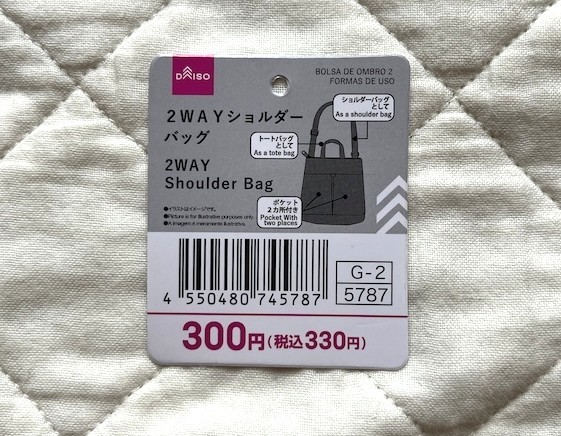 DAISO
BOLSA DE OMBRO 2
FORMAS DE USO
2WAYショルダー
バッグ
2WAY
Shoulder Bag
ショルダーバッグ
として
As a shoulder bag
トートバッグ
として
As a tote bag
ポケット
2カ所付き
Pocket With
two places
●イラストはイメージです。
●Picture is for illustrative purposes only.
●A imagem é meramente ilustrativa.
4 550480 745787
G-2
5787
300円(税込330円)